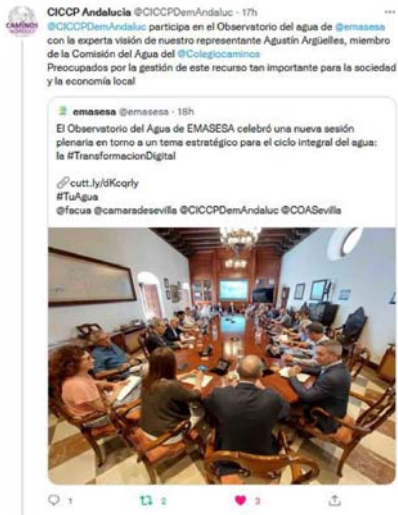 CICCP Andalucia @CICCPDemAndaluc · 17h
@CICCPDemAndaluc participa en el Observatorio del agua de @emasesa
con la experta visión de nuestro representante Agustín Argüelles, miembro
de la Comisión del Agua del @Colegiocaminos
Preocupados por la gestión de este recurso tan importante para la sociedad
y la economía local
emasesa @emasesa · 18h
El Observatorio del Agua de EMASESA celebró una nueva sesión
plenaria en torno a un tema estratégico para el ciclo integral del agua:
la #TransformacionDigital
cutt.ly/dKcqrly
#TuAgua
@facua @camaradesevilla @CICCPDemAndaluc @COASevilla
1 2 3